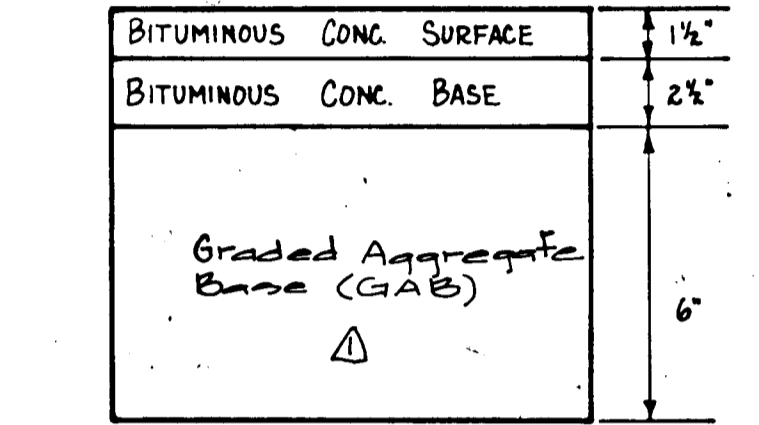 BITUMINOUS CONC. SURFACE 1½"
BITUMINOUS CONC. BASE 2½"
Graded Aggregate
Base (GAB)
6"
1